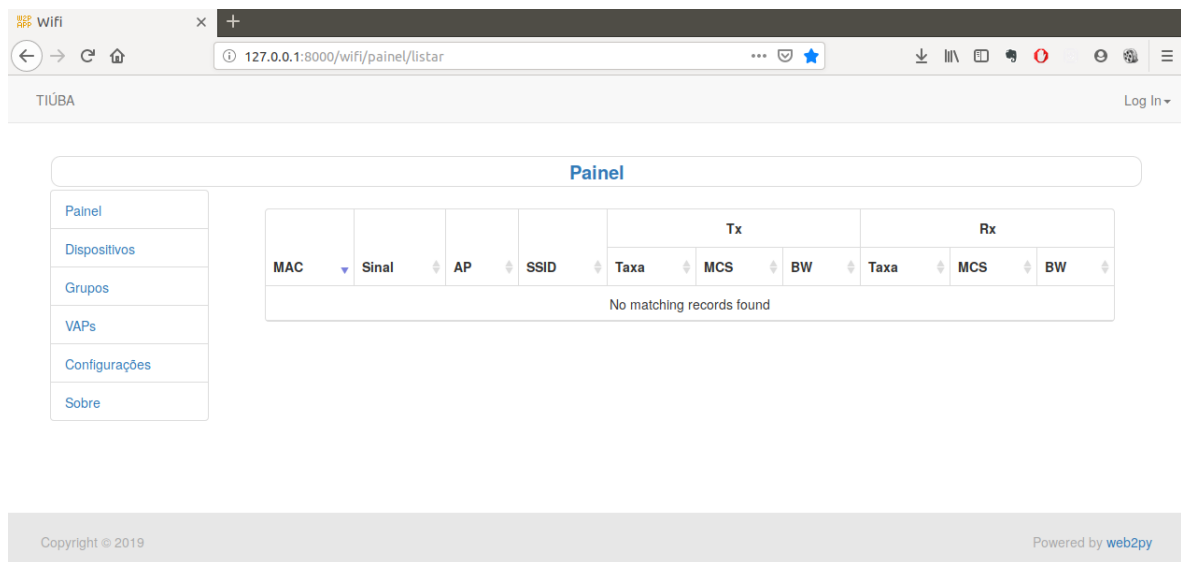 WEB APP Wifi
127.0.0.1:8000/wifi/painel/listar
TIÚBA
Log In
Painel
Painel
Dispositivos
Grupos
VAPs
Configurações
Sobre
Tx Rx
MAC Sinal AP SSID Taxa MCS BW Taxa MCS BW
No matching records found
Copyright © 2019
Powered by web2py